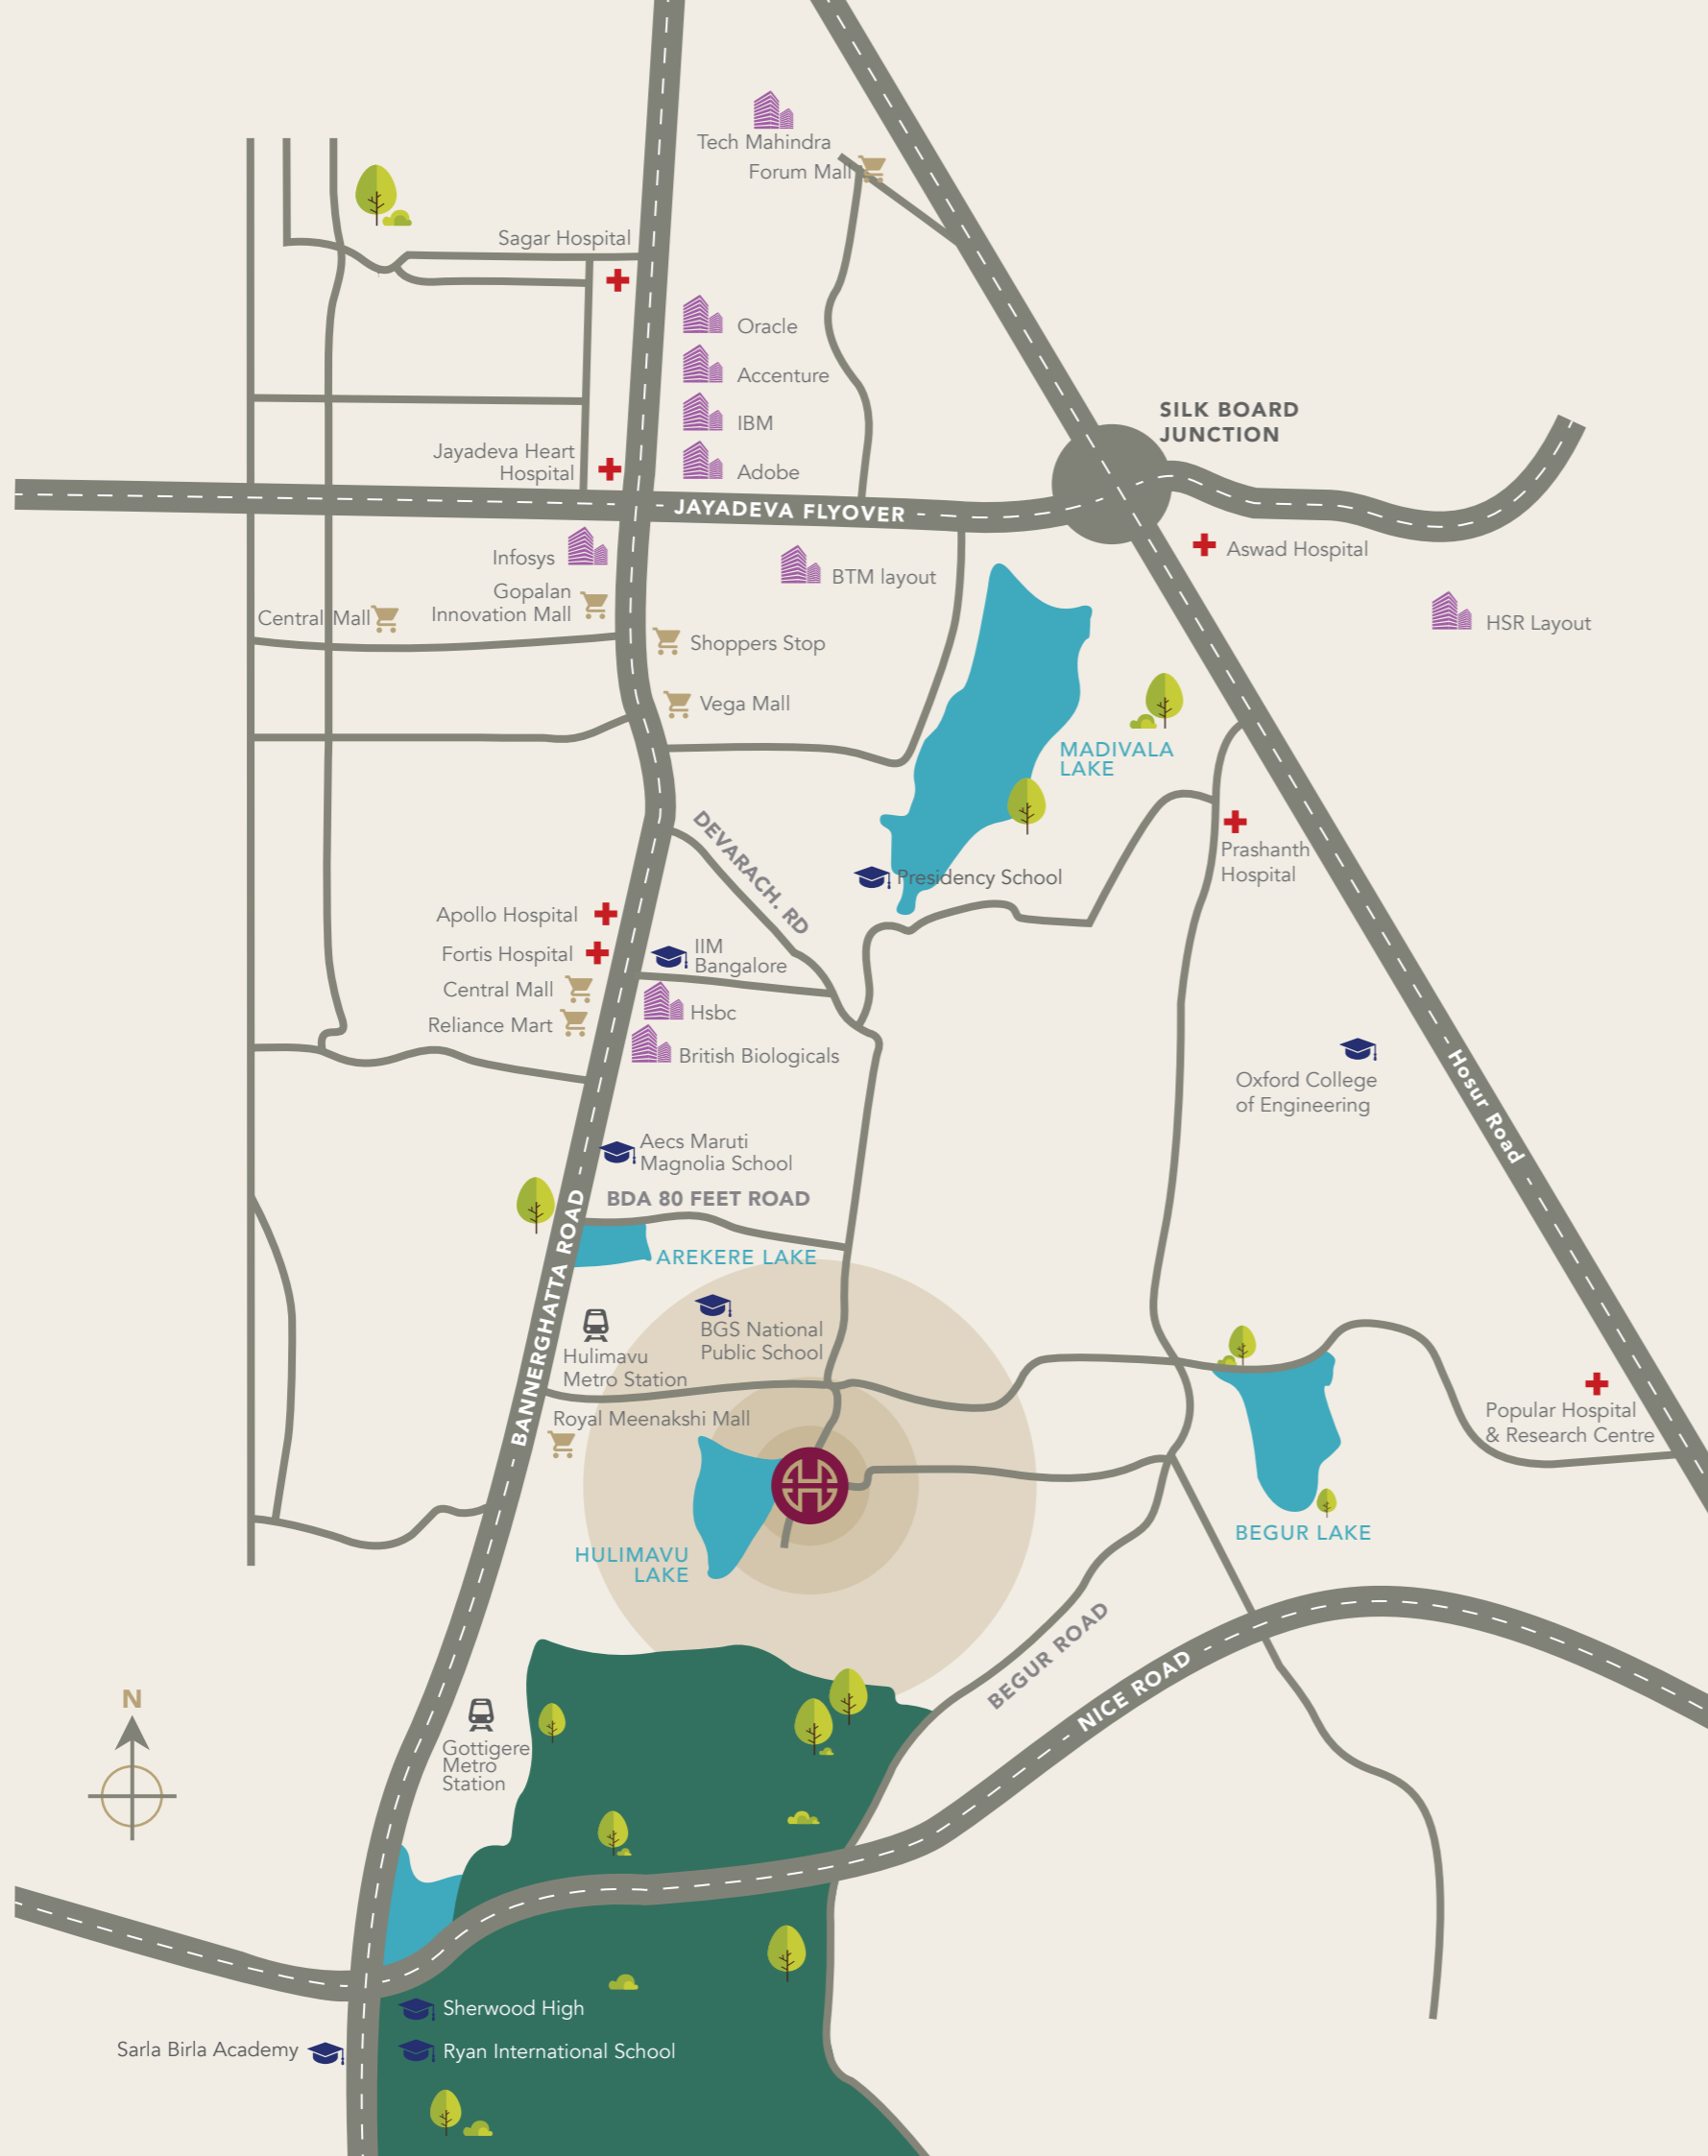 Tech Mahindra
Forum Mall
Sagar Hospital
Oracle
Accenture
IBM
Adobe
SILK BOARD
JUNCTION
Jayadeva Heart
Hospital
JAYADEVA FLYOVER
Infosys
BTM layout
Aswad Hospital
Gopalan
Innovation Mall
Central Mall
HSR Layout
Shoppers Stop
Vega Mall
MADIVALA
LAKE
DEVARACH. RD
Prashanth
Hospital
Presidency School
Apollo Hospital
Fortis Hospital
IIM
Bangalore
Central Mall
Hsbc
Reliance Mart
British Biologicals
Oxford College
of Engineering
Hosur Road
Aecs Maruti
Magnolia School
BDA 80 FEET ROAD
BANNERGHATTA ROAD
AREKERE LAKE
BGS National
Public School
Hulimavu
Metro Station
Royal Meenakshi Mall
Popular Hospital
& Research Centre
BEGUR LAKE
HULIMAVU
LAKE
BEGUR ROAD
NICE ROAD
N
Gottigere
Metro
Station
Sherwood High
Sarla Birla Academy
Ryan International School